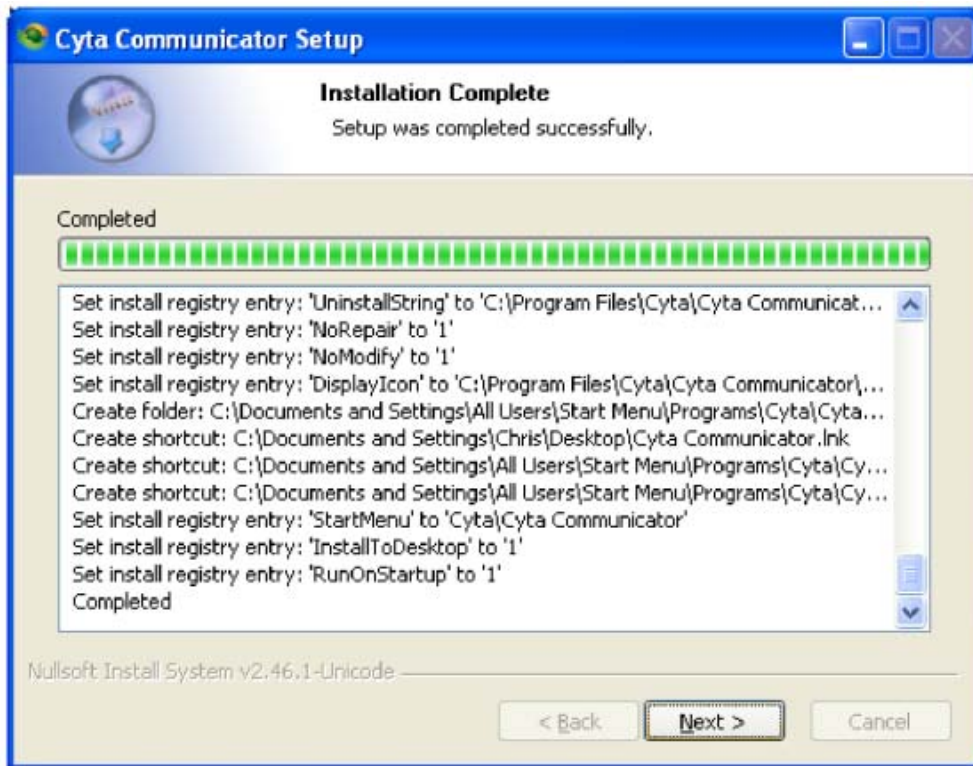 Cyta Communicator Setup
Installation Complete
Setup was completed successfully.
Completed
Set install registry entry: 'UninstallString' to 'C:\Program Files\Cyta\Cyta Communicat...
Set install registry entry: 'NoRepair' to '1'
Set install registry entry: 'NoModify' to '1'
Set install registry entry: 'DisplayIcon' to 'C:\Program Files\Cyta\Cyta Communicator\,...
Create folder: C:\Documents and Settings\All Users\Start Menu\Programs\Cyta\Cyta...
Create shortcut: C:\Documents and Settings\Chris\Desktop\Cyta Communicator.lnk
Create shortcut: C:\Documents and Settings\All Users\Start Menu\Programs\Cyta\Cy...
Create shortcut: C:\Documents and Settings\All Users\Start Menu\Programs\Cyta\Cy...
Set install registry entry: 'StartMenu' to 'Cyta\Cyta Communicator'
Set install registry entry: 'InstallToDesktop' to '1'
Set install registry entry: 'RunOnStartup' to '1'
Completed
Nullsoft Install System v2.46.1-Unicode
< Back Next > Cancel